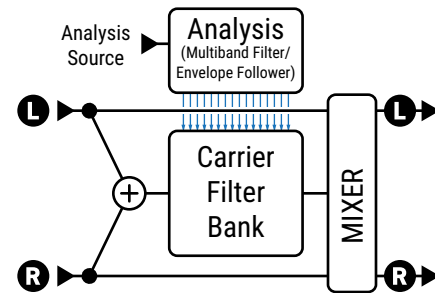 Analysis
Source
Analysis
(Multiband Filter/
Envelope Follower)
L
L
Carrier
Filter
Bank
+
MIXER
R
R